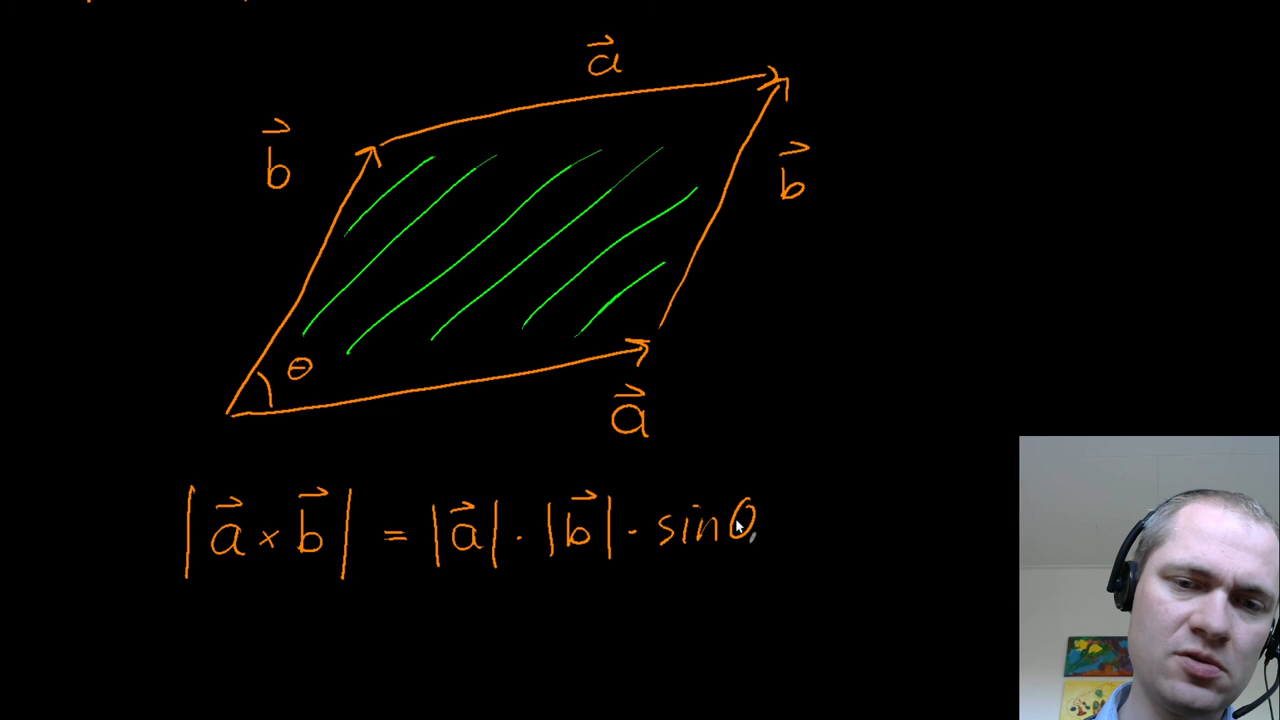 a⃗
b⃗
b⃗
θ
a⃗
|a⃗ × b⃗| = |a⃗| · |b⃗| · sinθ